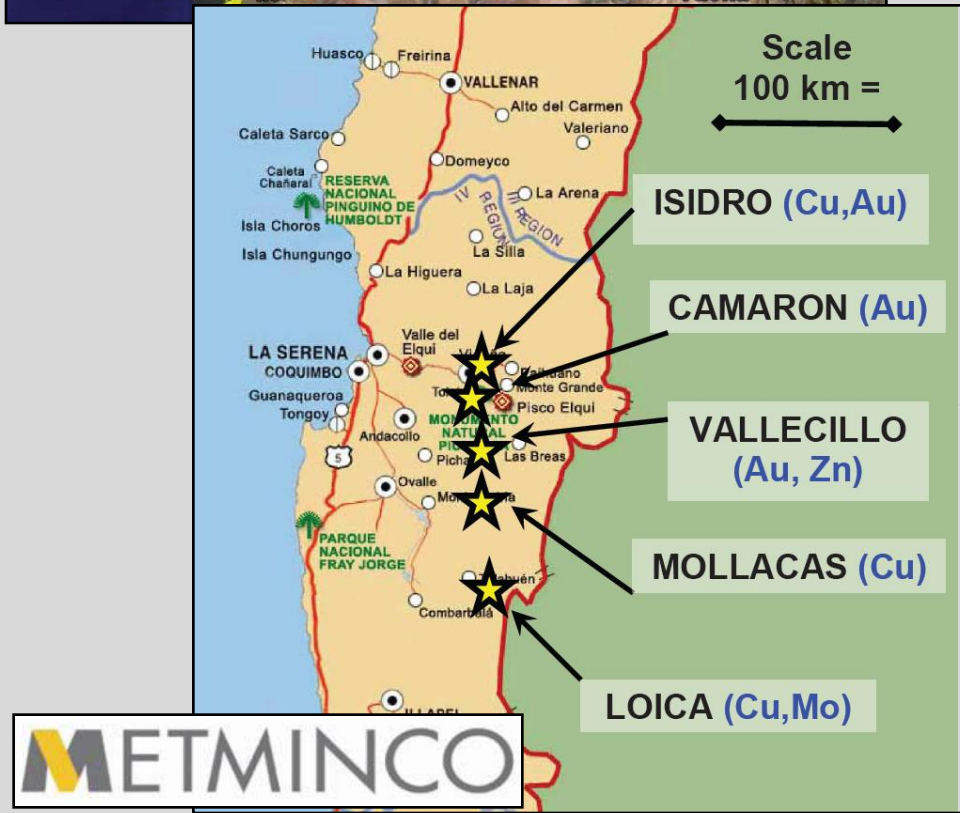 Scale
100 km =
Huasco
Freirina
VALLENAR
Alto del Carmen
Caleta Sarco
Valeriano
Domeyco
Caleta
Chañaral
RESERVA
NACIONAL
PINGUINO DE
HUMBOLDT
La Arena
IV
REGION
III REGION
Isla Choros
La Silla
Isla Chungungo
La Higuera
La Laja
ISIDRO (Cu,Au)
CAMARON (Au)
Valle del
Elqui
LA SERENA
COQUIMBO
Guanaqueroa
Tongoy
Monte Grande
Pisco Elqui
MONUMENTO
Andacollo
Las Breas
5
Ovalle
VALLECILLO
(Au, Zn)
PARQUE
NACIONAL
FRAY JORGE
MOLLACAS (Cu)
Combarbalá
LOICA (Cu,Mo)
METMINCO